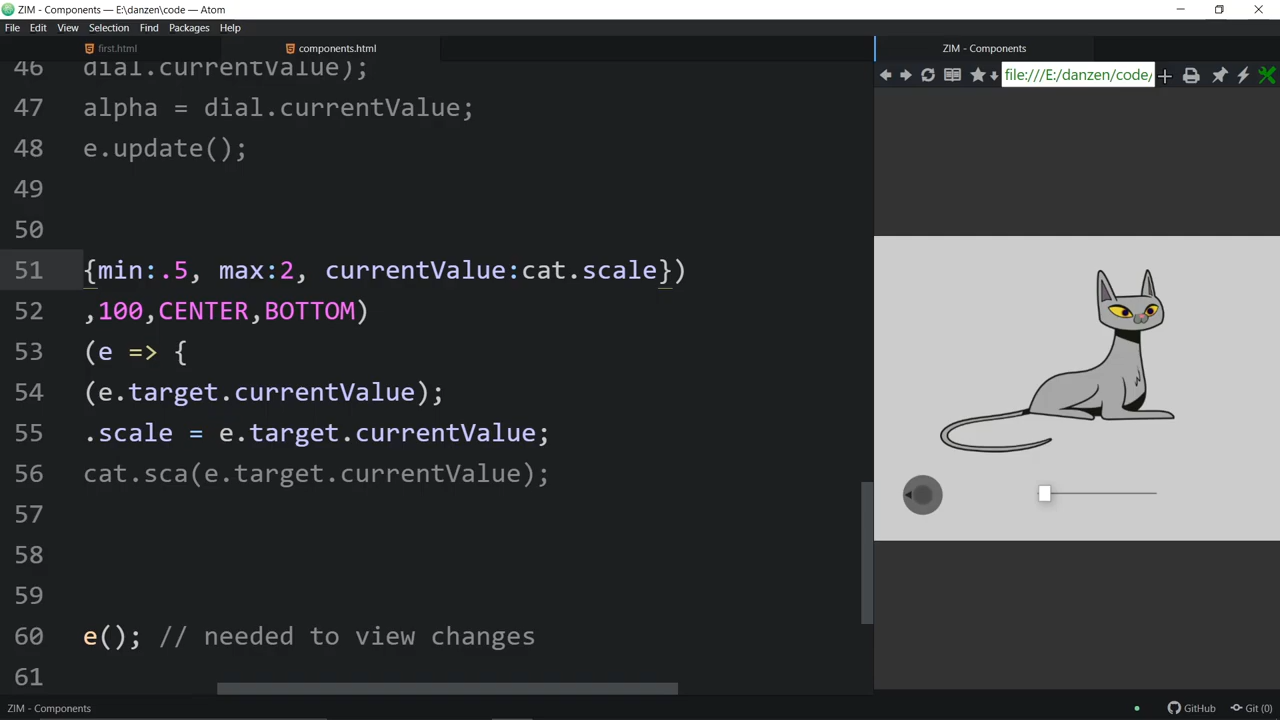 ZIM - Components — E:\danzen\code — Atom
File Edit View Selection Find Packages Help
first.html components.html ZIM - Components
file:///E:/danzen/code/
46 dial.currentValue);
47 alpha = dial.currentValue;
48 e.update();
49
50
51 {min:.5, max:2, currentValue:cat.scale})
52 ,100,CENTER,BOTTOM)
53 (e => {
54 (e.target.currentValue);
55 .scale = e.target.currentValue;
56 cat.sca(e.target.currentValue);
57
58
59
60 e(); // needed to view changes
61
ZIM - Components GitHub Git (0)